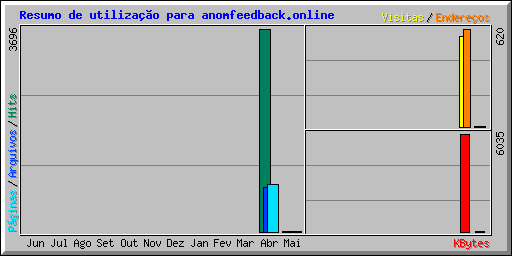 Resumo de utilização para anomfeedback.online
Visitas/Endereços
3696
620
Páginas/Arquivos/Hits
6035
Jun Jul Ago Set Out Nov Dez Jan Fev Mar Abr Mai
KBytes